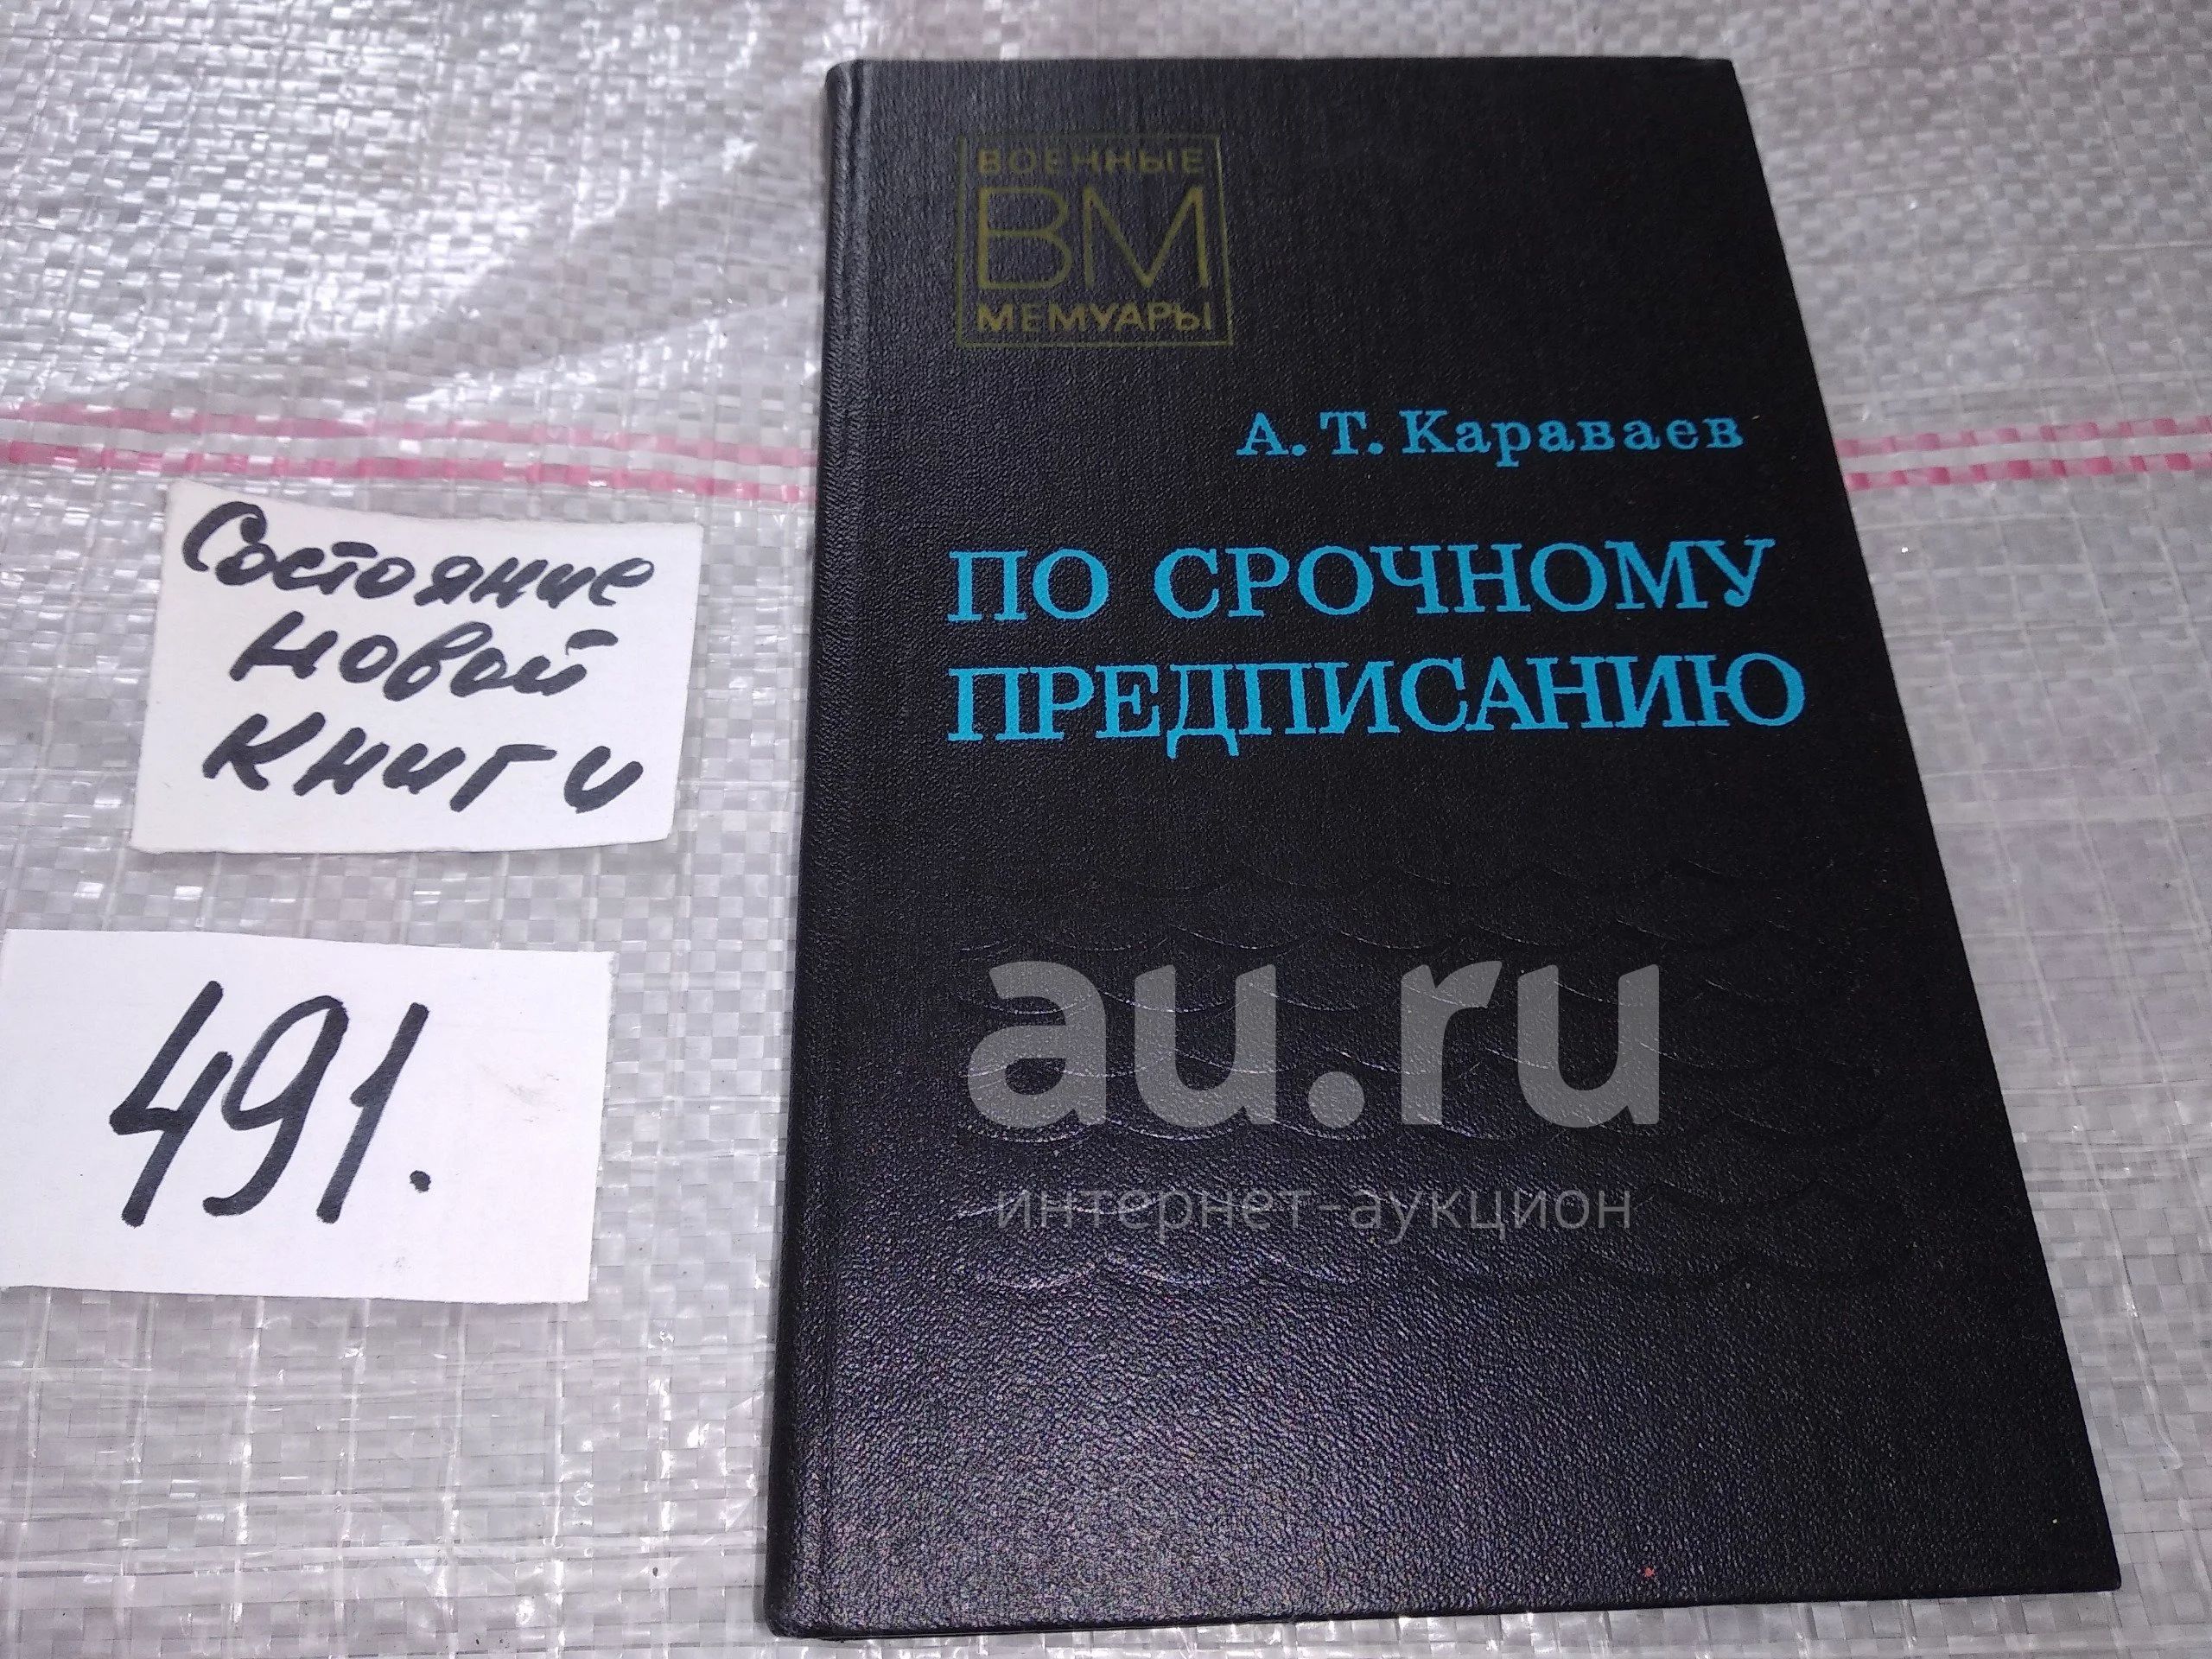 ВОЕННЫЕ
ВМ
МЕМУАРЫ
А. Т. Караваев
ПО СРОЧНОМУ
ПРЕДПИСАНИЮ
Состояние
новой
книги
491.
au.ru
интернет-аукцион